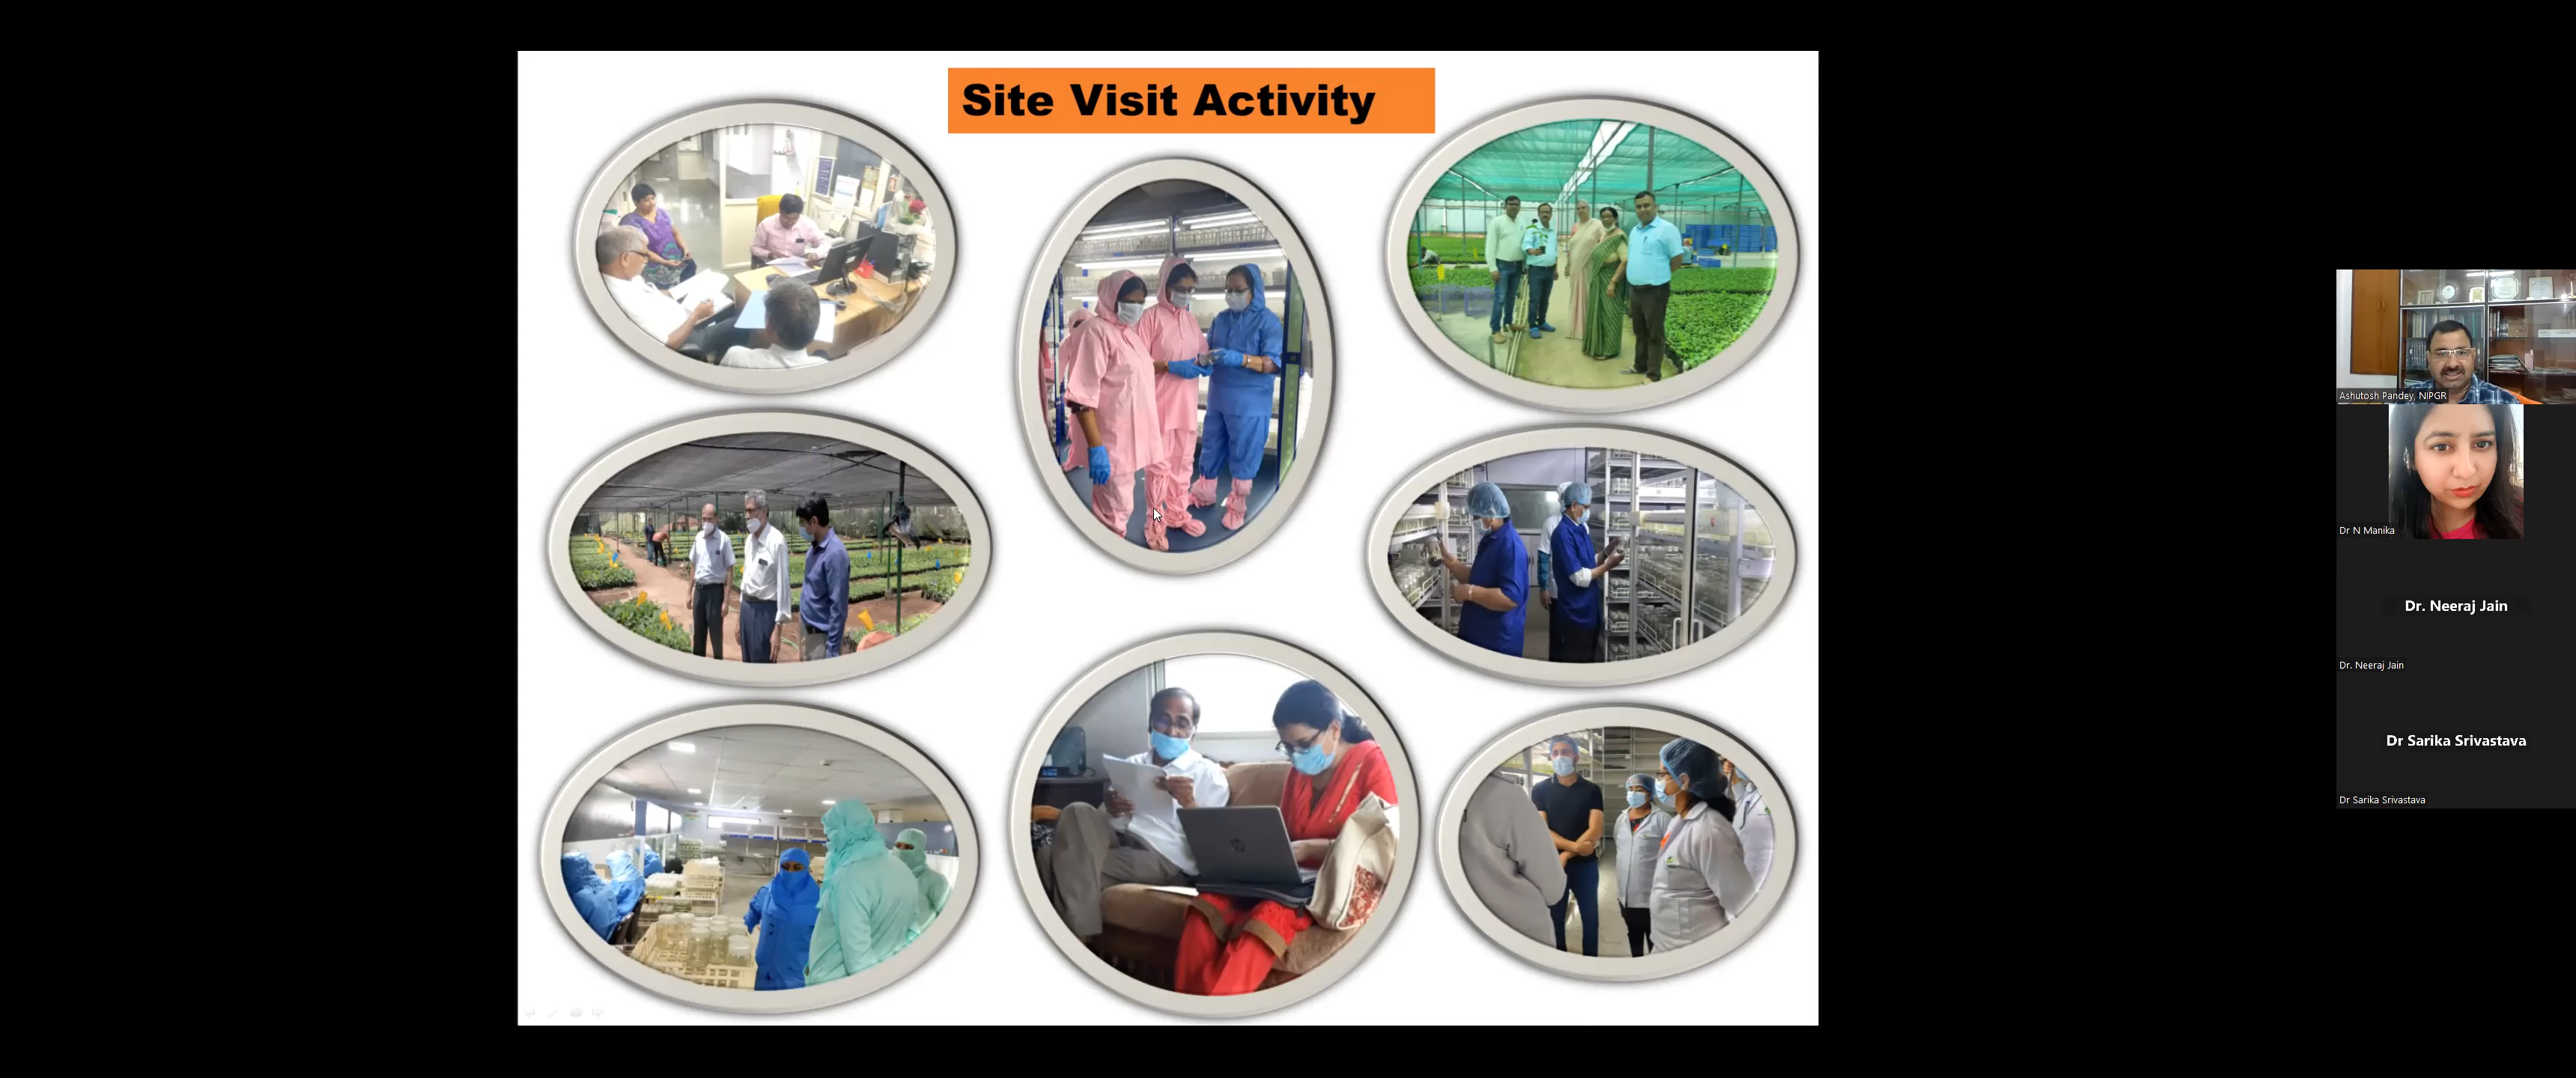 Site Visit Activity
Ashutosh Pandey, NIPGR
Dr N Manika
Dr. Neeraj Jain
Dr. Neeraj Jain
Dr Sarika Srivastava
Dr Sarika Srivastava